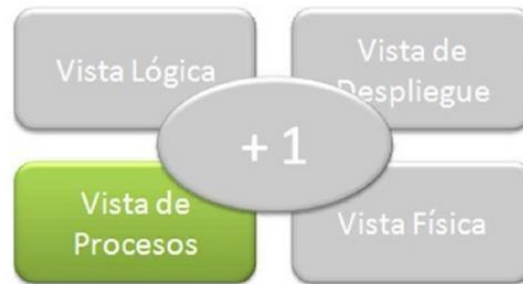 Vista Lógica
Vista de
Despliegue
+ 1
Vista de
Procesos
Vista Física